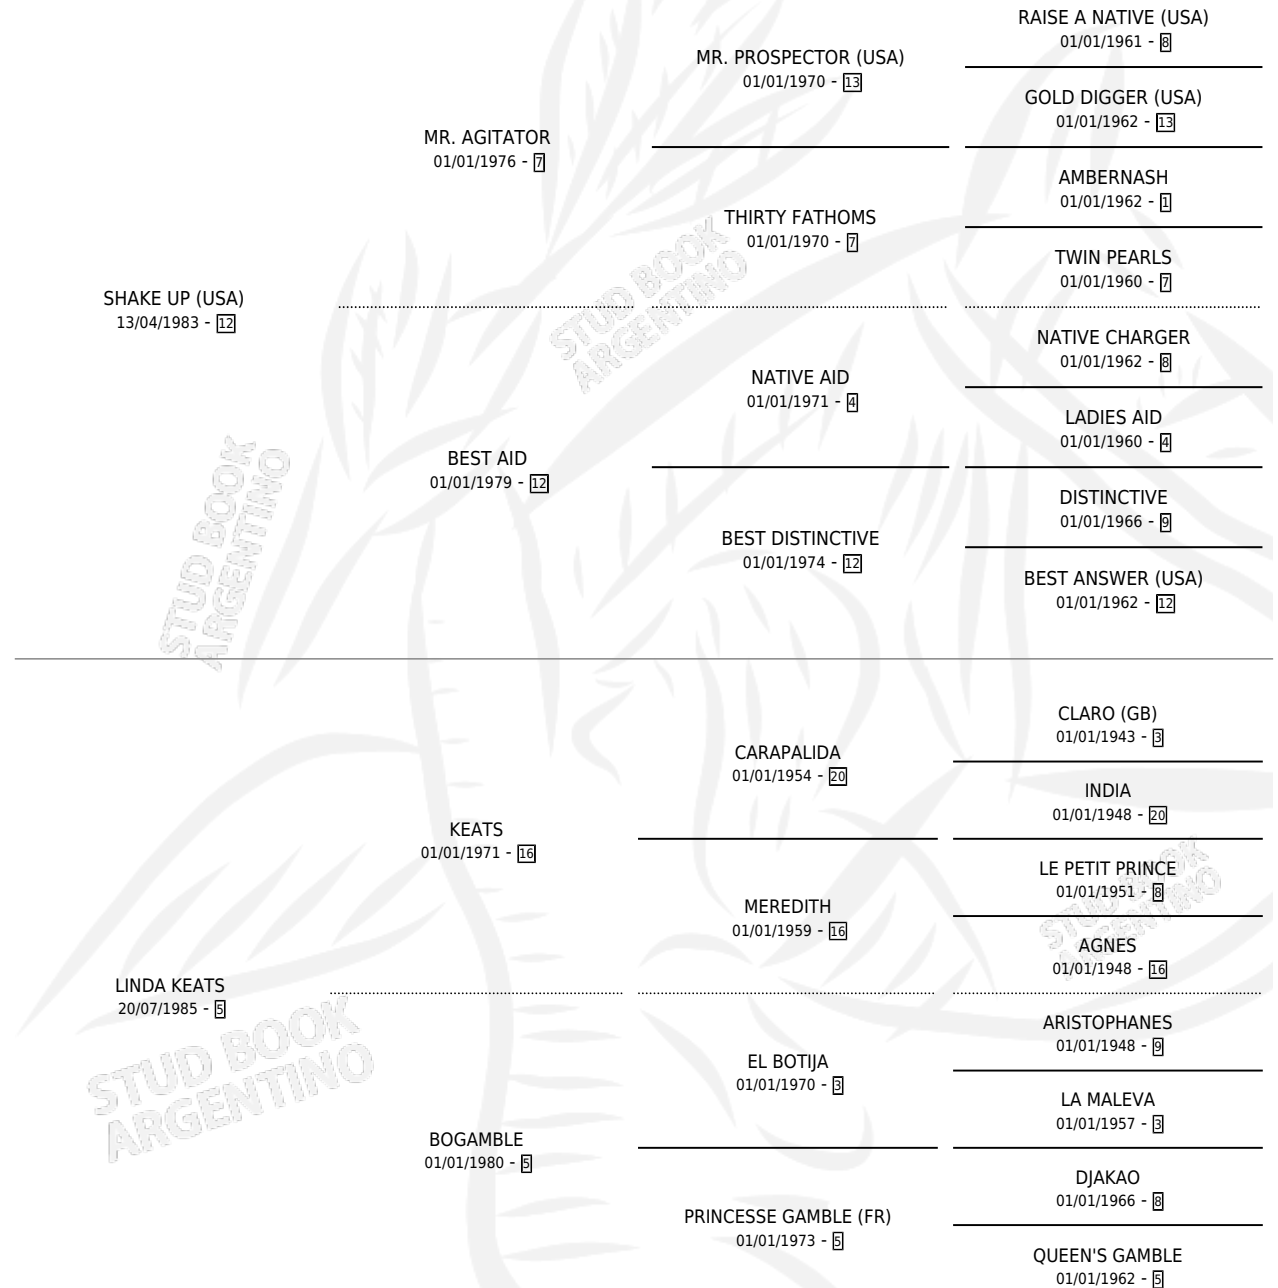 RAISE A NATIVE (USA)
01/01/1961 - 8
MR. PROSPECTOR (USA)
01/01/1970 - 13
GOLD DIGGER (USA)
01/01/1962 - 13
MR. AGITATOR
01/01/1976 - 7
AMBERNASH
01/01/1962 - 1
THIRTY FATHOMS
01/01/1970 - 7
TWIN PEARLS
01/01/1960 - 7
SHAKE UP (USA)
13/04/1983 - 12
STUD BOOK
ARGENTINO
NATIVE CHARGER
01/01/1962 - 8
NATIVE AID
01/01/1971 - 4
LADIES AID
01/01/1960 - 4
BEST AID
01/01/1979 - 12
STUD BOOK
ARGENTINO
DISTINCTIVE
01/01/1966 - 9
BEST DISTINCTIVE
01/01/1974 - 12
BEST ANSWER (USA)
01/01/1962 - 12
CLARO (GB)
01/01/1943 - 3
CARAPALIDA
01/01/1954 - 20
INDIA
01/01/1948 - 20
KEATS
01/01/1971 - 16
LE PETIT PRINCE
01/01/1951 - 8
MEREDITH
01/01/1959 - 16
STUD BOOK
ARGENTINO
AGNES
01/01/1948 - 16
LINDA KEATS
20/07/1985 - 5
STUD BOOK
ARGENTINO
ARISTOPHANES
01/01/1948 - 9
EL BOTIJA
01/01/1970 - 3
LA MALEVA
01/01/1957 - 3
BOGAMBLE
01/01/1980 - 5
DJAKAO
01/01/1966 - 8
PRINCESSE GAMBLE (FR)
01/01/1973 - 5
QUEEN'S GAMBLE
01/01/1962 - 5